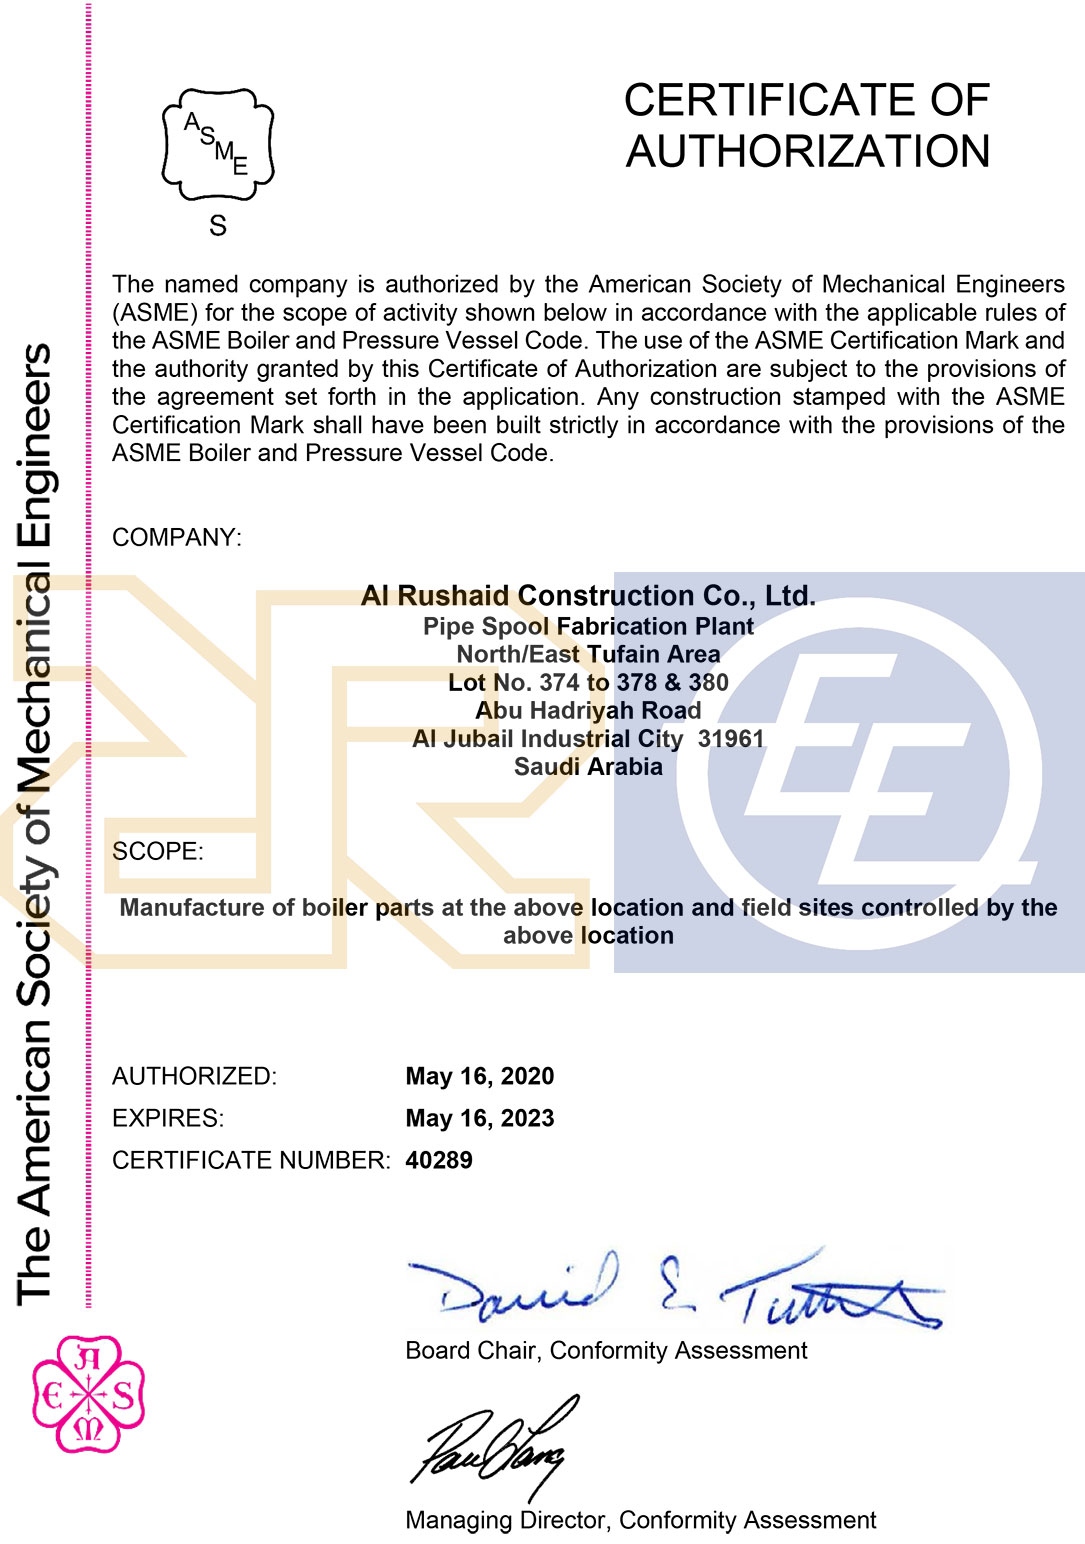 CERTIFICATE OF
AUTHORIZATION
A
S
M
E
S
The named company is authorized by the American Society of Mechanical Engineers
(ASME) for the scope of activity shown below in accordance with the applicable rules of
the ASME Boiler and Pressure Vessel Code. The use of the ASME Certification Mark and
the authority granted by this Certificate of Authorization are subject to the provisions of
the agreement set forth in the application. Any construction stamped with the ASME
Certification Mark shall have been built strictly in accordance with the provisions of the
ASME Boiler and Pressure Vessel Code.
COMPANY:
Al Rushaid Construction Co., Ltd.
Pipe Spool Fabrication Plant
North/East Tufain Area
Lot No. 374 to 378 & 380
Abu Hadriyah Road
Al Jubail Industrial City  31961
Saudi Arabia
SCOPE:
Manufacture of boiler parts at the above location and field sites controlled by the
above location
AUTHORIZED: May 16, 2020
EXPIRES: May 16, 2023
CERTIFICATE NUMBER: 40289
David E
Board Chair, Conformity Assessment
Paul
Managing Director, Conformity Assessment
The American Society of Mechanical Engineers
A
E S
M